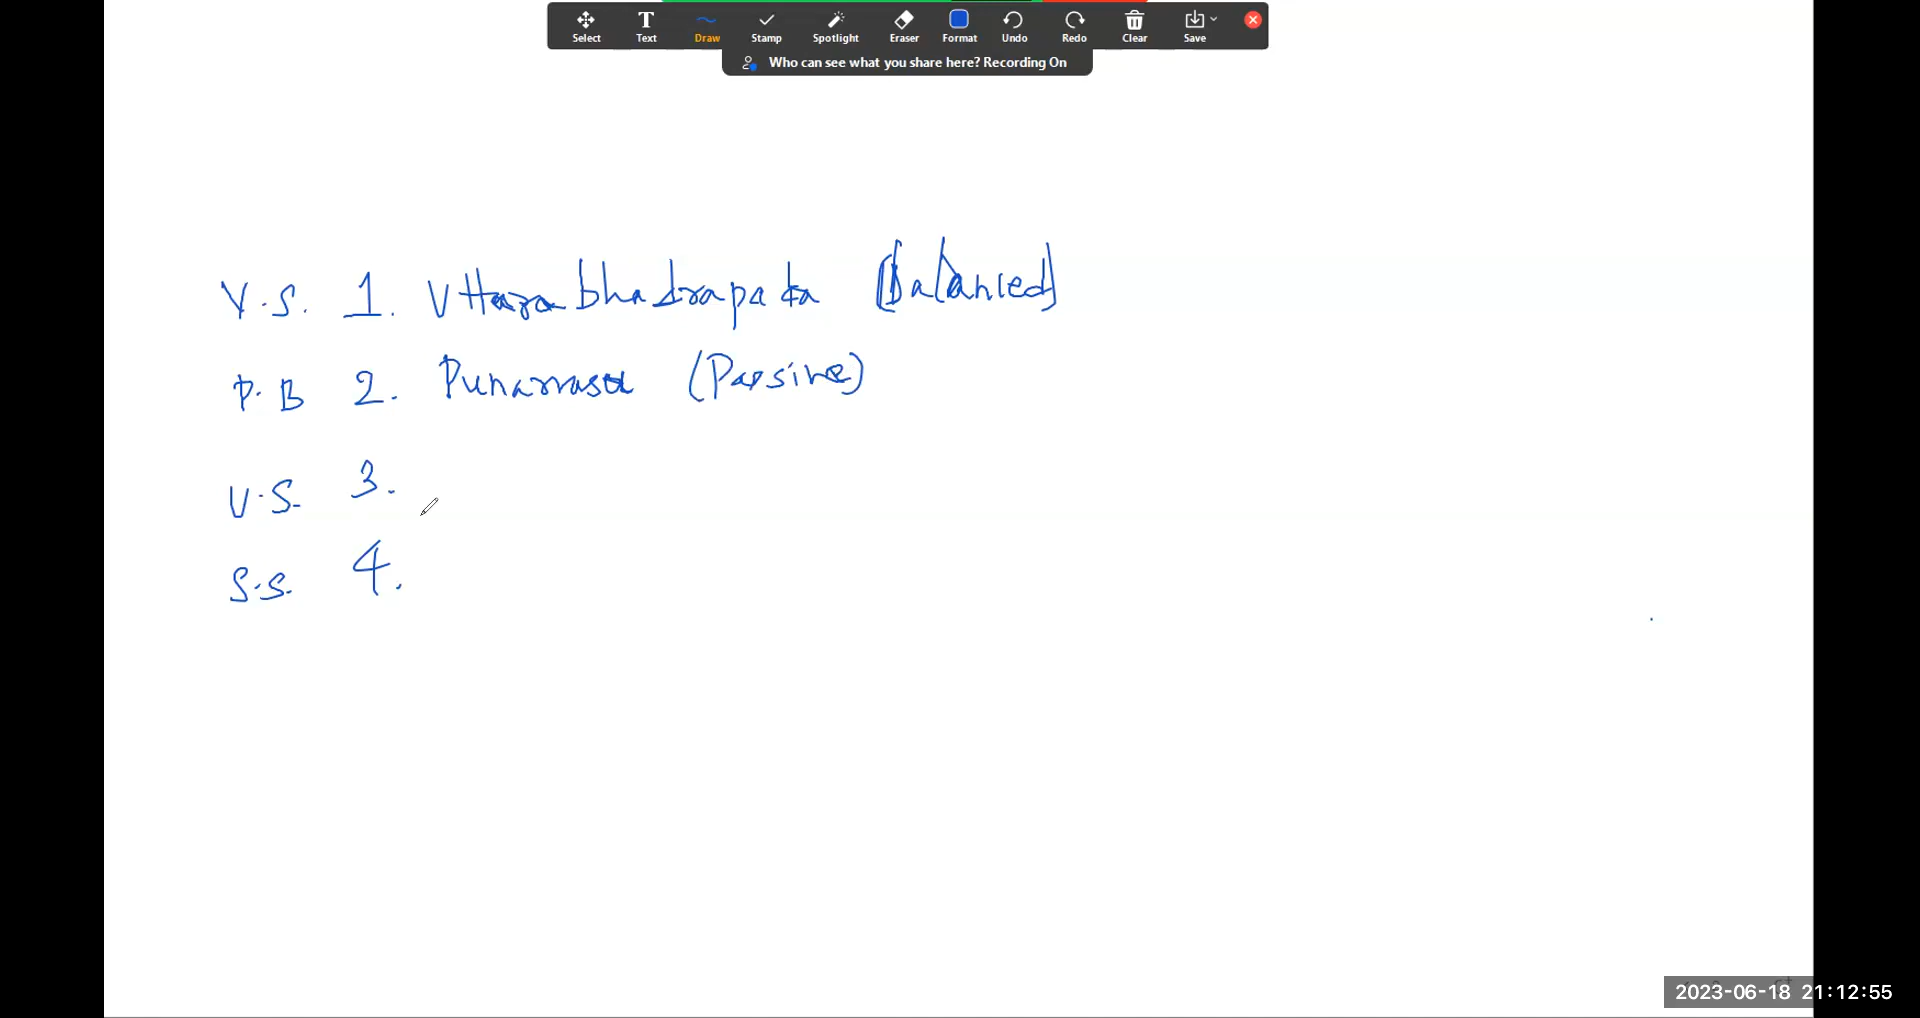 Select Text Draw Stamp Spotlight Eraser Format Undo Redo Clear Save
Who can see what you share here? Recording On
Y.S. 1. Uttarabhadrapata (balanced)
P.B 2. Punarvasu (Passive)
V.S. 3.
S.S. 4.
2023-06-18 21:12:55